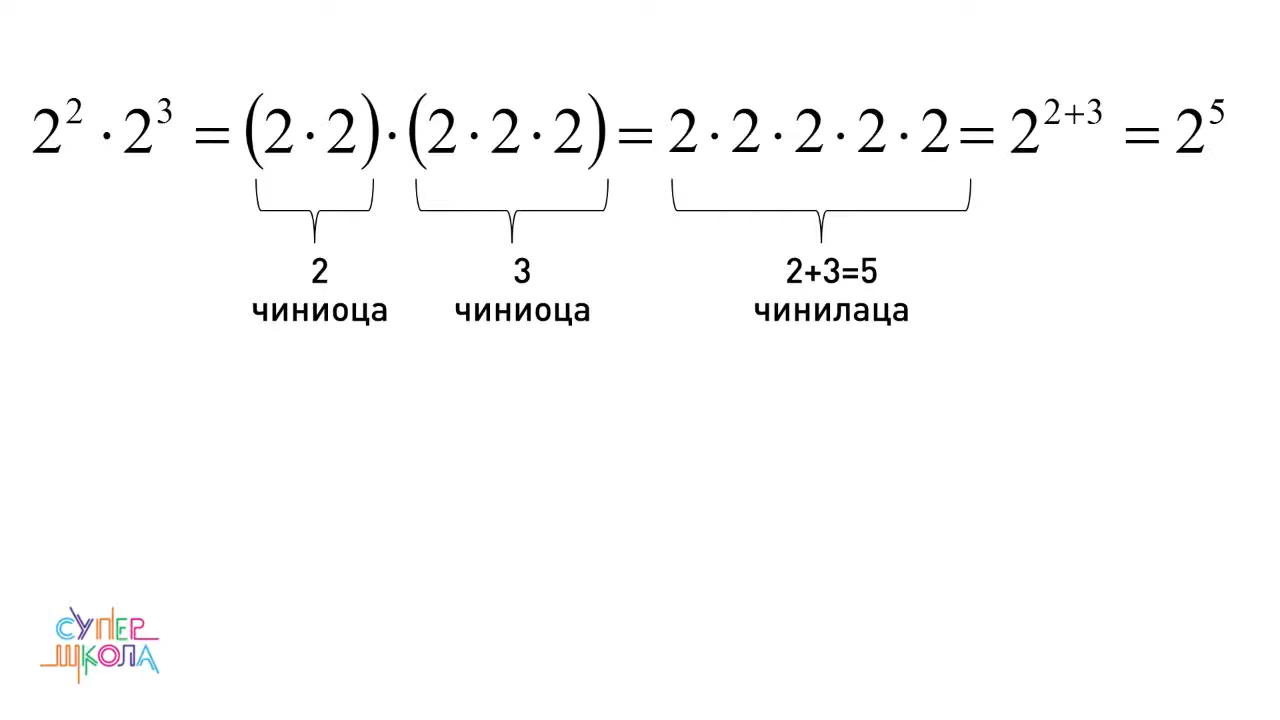 2² · 2³ = (2 · 2) · (2 · 2 · 2) = 2 · 2 · 2 · 2 · 2 = 2²⁺³ = 2⁵
2
чиниоца
3
чиниоца
2+3=5
чинилаца
СУПЕР
ШКОЛА